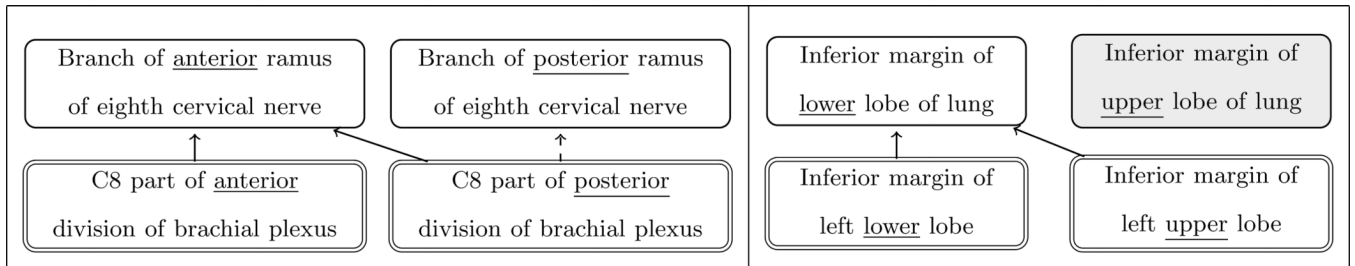 Branch of anterior ramus
of eighth cervical nerve
Branch of posterior ramus
of eighth cervical nerve
C8 part of anterior
division of brachial plexus
C8 part of posterior
division of brachial plexus
Inferior margin of
lower lobe of lung
Inferior margin of
upper lobe of lung
Inferior margin of
left lower lobe
Inferior margin of
left upper lobe